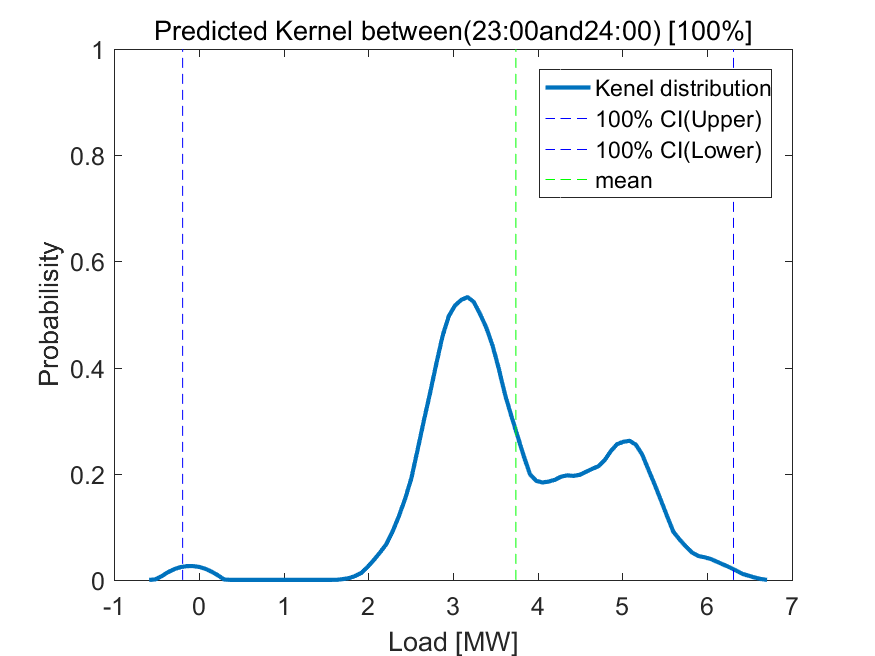 Predicted Kernel between(23:00and24:00) [100%]
1
0.8
0.6
0.4
0.2
0
Probabilisity
Kenel distribution
100% CI(Upper)
100% CI(Lower)
mean
-1 0 1 2 3 4 5 6 7
Load [MW]